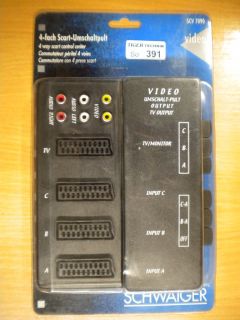 4-fach Scart-Umschaltpult
4 way scart control center
Commutateur péritel 4 voies
Commutatore con 4 prese scart
SCV 7090
video
391
AUDIO RIGHT
AUDIO LEFT
VIDEO
TV
C
B
A
VIDEO
UMSCHALT-PULT
OUTPUT
TV OUTPUT
TV/MONITOR
C
B
A
INPUT C
C-A
INPUT B
B-A
OFF
INPUT A
SCHWAIGER